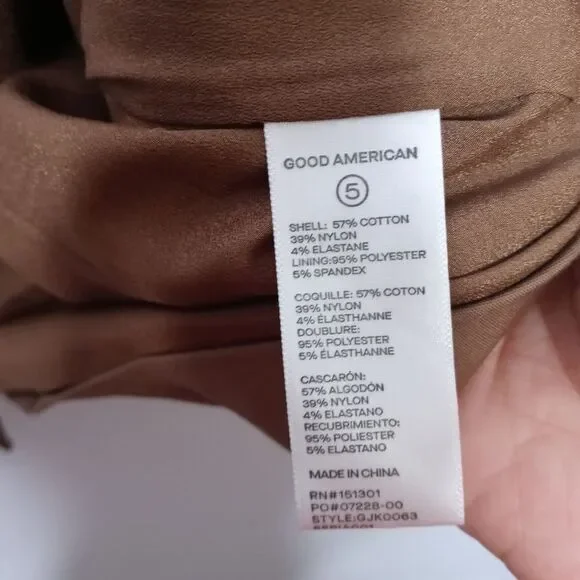 GOOD AMERICAN
5
SHELL: 57% COTTON
39% NYLON
4% ELASTANE
LINING:95% POLYESTER
5% SPANDEX
COQUILLE: 57% COTON
39% NYLON
4% ÉLASTHANNE
DOUBLURE:
95% POLYESTER
5% ÉLASTHANNE
CASCARÓN:
57% ALGODÓN
39% NYLON
4% ELASTANO
RECUBRIMIENTO:
95% POLIESTER
5% ELASTANO
MADE IN CHINA
RN#151301
PO#07228-00
STYLE:GJK0063